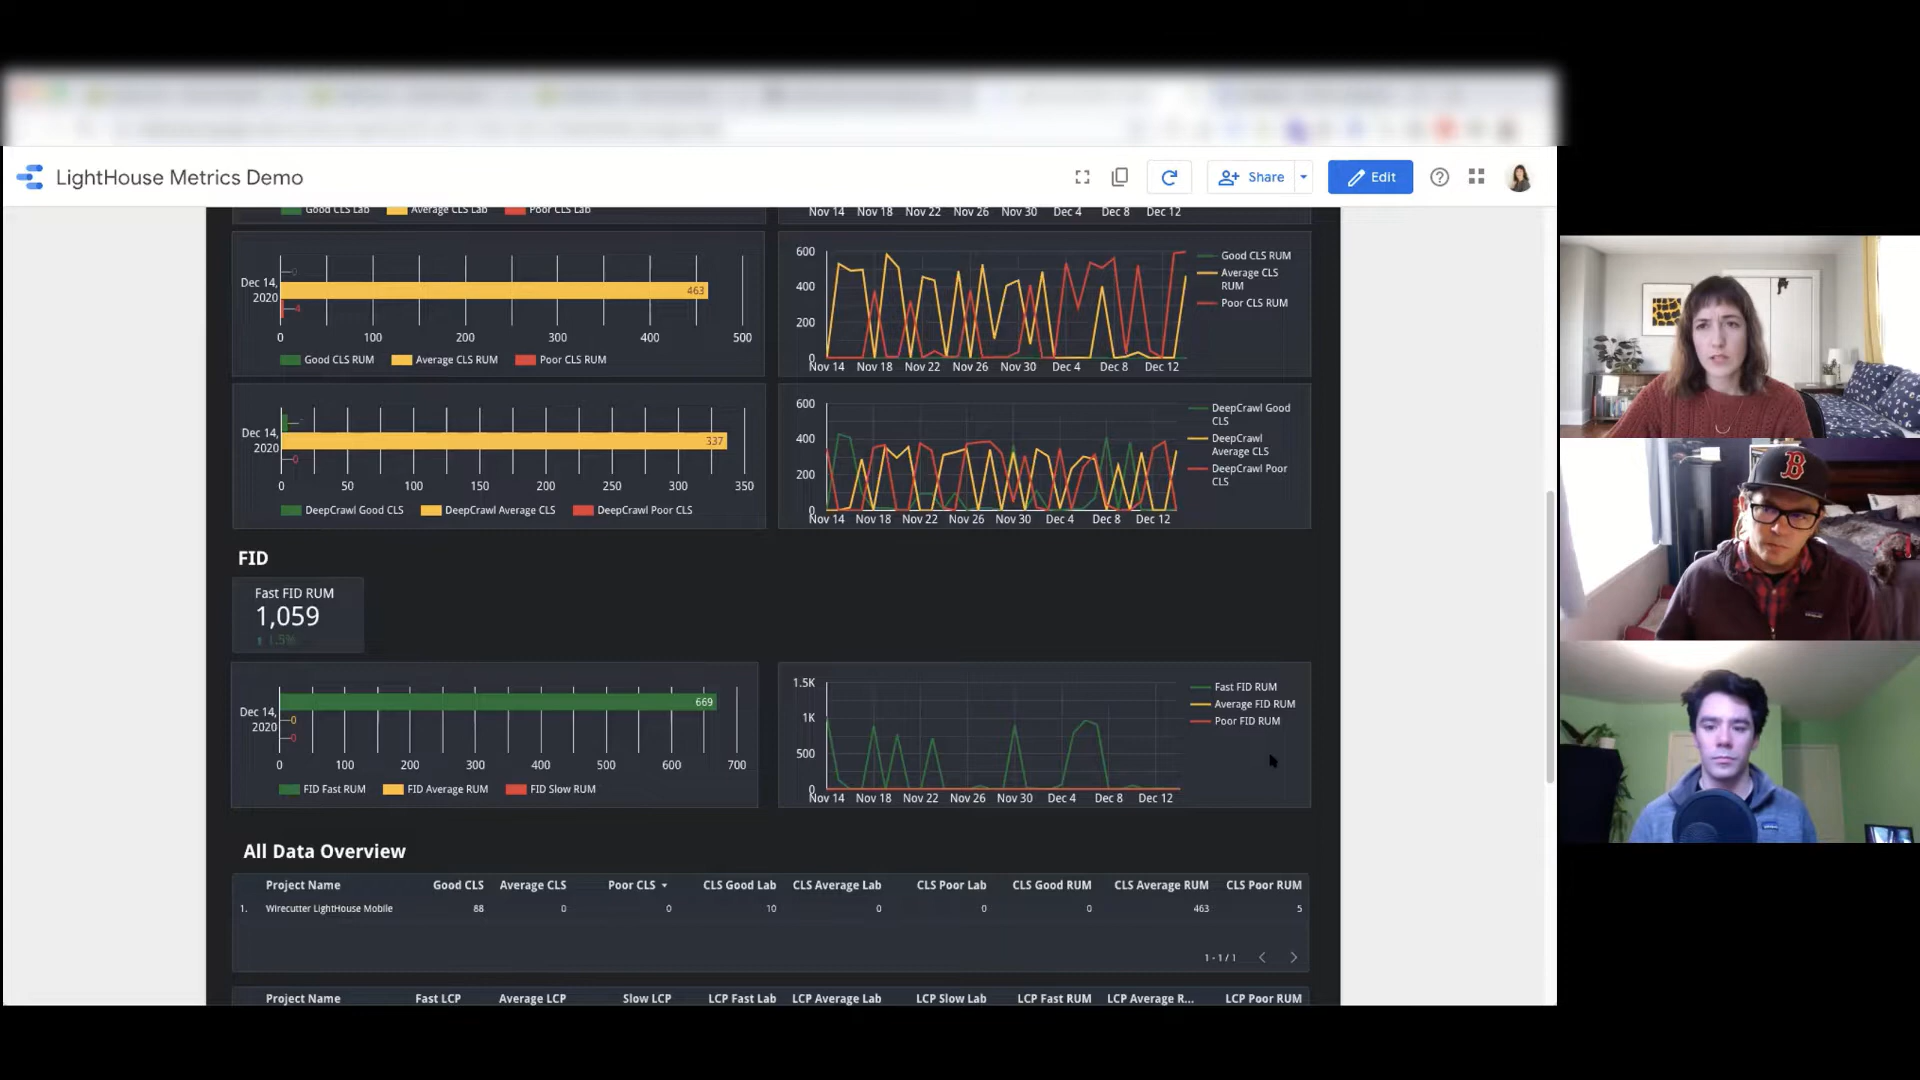 LightHouse Metrics Demo
Share
Edit
Good CLS Lab Average CLS Lab Poor CLS Lab
Nov 14 Nov 18 Nov 22 Nov 26 Nov 30 Dec 4 Dec 8 Dec 12
Dec 14,
2020
0
463
4
0 100 200 300 400 500
Good CLS RUM Average CLS RUM Poor CLS RUM
600
400
200
0
Nov 14 Nov 18 Nov 22 Nov 26 Nov 30 Dec 4 Dec 8 Dec 12
Good CLS RUM
Average CLS
RUM
Poor CLS RUM
Dec 14,
2020
337
0
0 50 100 150 200 250 300 350
DeepCrawl Good CLS DeepCrawl Average CLS DeepCrawl Poor CLS
600
400
200
0
Nov 14 Nov 18 Nov 22 Nov 26 Nov 30 Dec 4 Dec 8 Dec 12
DeepCrawl Good
CLS
DeepCrawl
Average CLS
DeepCrawl Poor
CLS
FID
Fast FID RUM
1,059
1.5%
Dec 14,
2020
669
0
0
0 100 200 300 400 500 600 700
FID Fast RUM FID Average RUM FID Slow RUM
1.5K
1K
500
0
Nov 14 Nov 18 Nov 22 Nov 26 Nov 30 Dec 4 Dec 8 Dec 12
Fast FID RUM
Average FID RUM
Poor FID RUM
All Data Overview
Project Name Good CLS Average CLS Poor CLS CLS Good Lab CLS Average Lab CLS Poor Lab CLS Good RUM CLS Average RUM CLS Poor RUM
1. Wirecutter LightHouse Mobile 88 0 0 10 0 0 0 463 5
1 - 1 / 1
Project Name Fast LCP Average LCP Slow LCP LCP Fast Lab LCP Average Lab LCP Slow Lab LCP Fast RUM LCP Average R... LCP Poor RUM
B